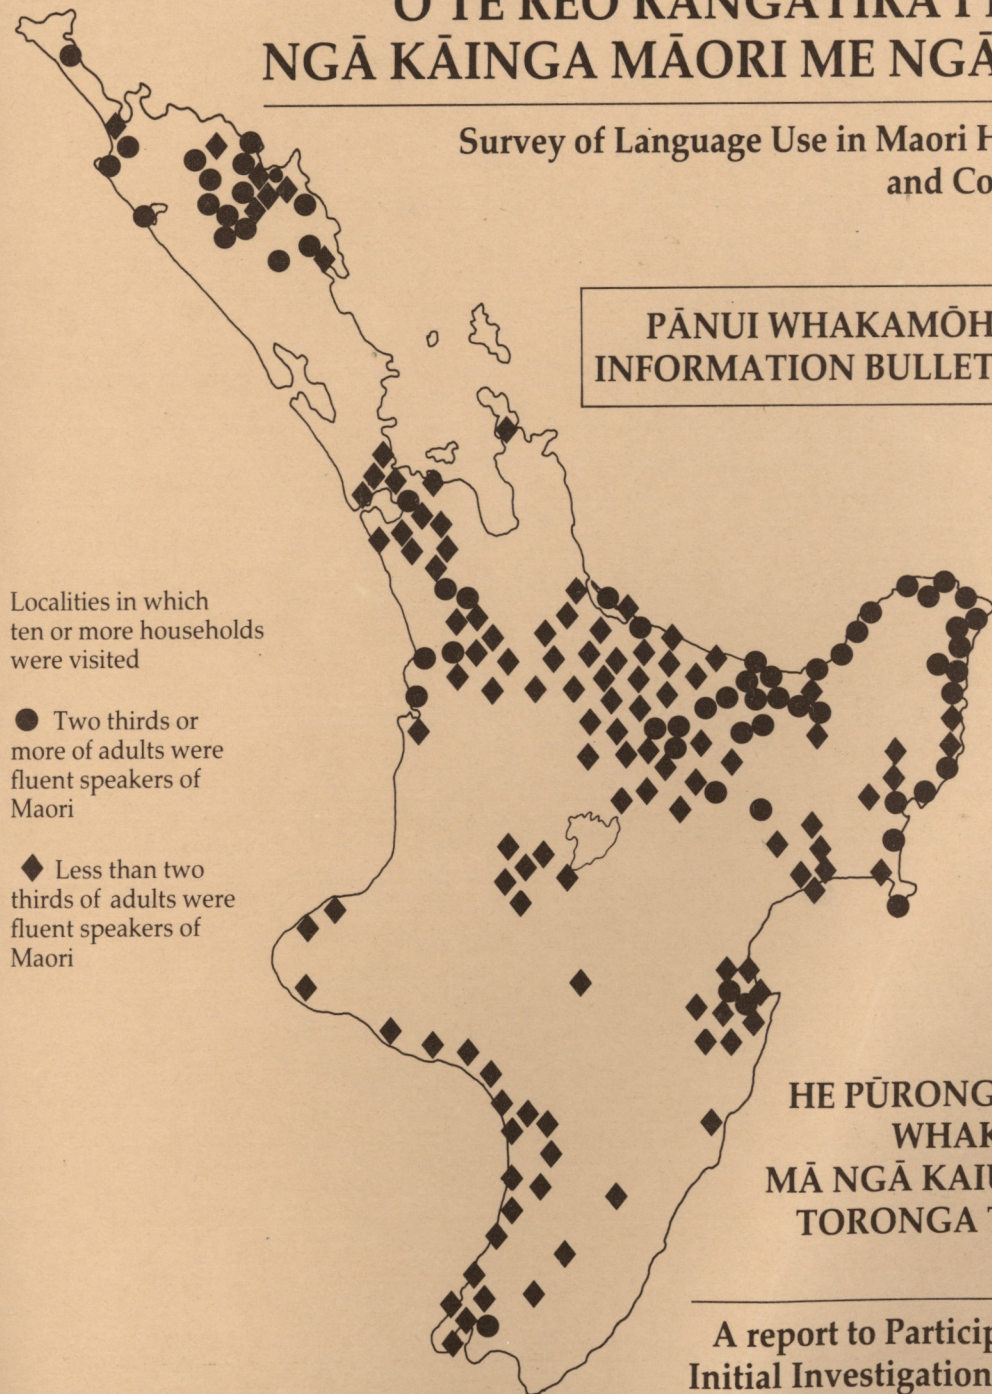 O TE REO RANGATIRA I
NGĀ KĀINGA MĀORI ME NGĀ
Survey of Language Use in Maori H
and Co
PĀNUI WHAKAMŌH
INFORMATION BULLET
Localities in which
ten or more households
were visited
Two thirds or
more of adults were
fluent speakers of
Maori
Less than two
thirds of adults were
fluent speakers of
Maori
HE PŪRONG
WHAK
MĀ NGĀ KAIU
TORONGA T
A report to Particip
Initial Investigation